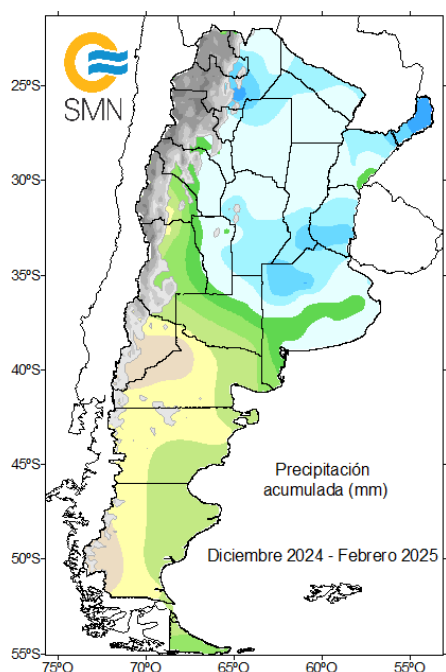 SMN
25ºS
30ºS
35ºS
40ºS
45ºS
50ºS
55ºS
Precipitación
acumulada (mm)
Diciembre 2024 - Febrero 2025
75ºO
70ºO
65ºO
60ºO
55ºO